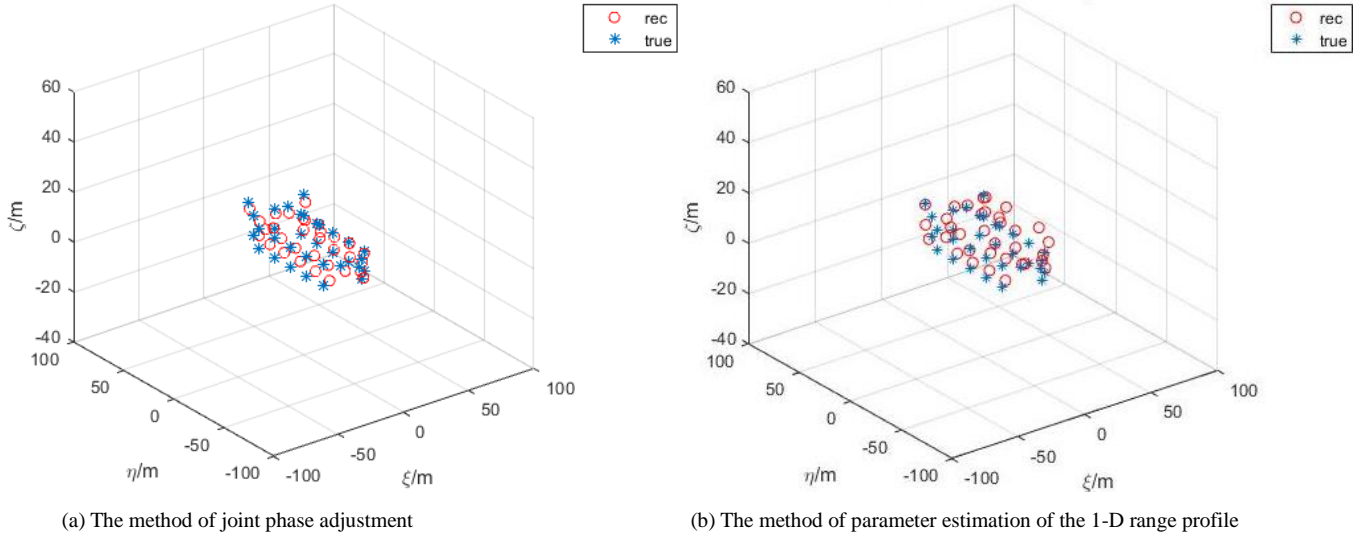 rec
true
60
40
20
0
-20
-40
ζ/m
100
50
0
-50
-100
η/m
-100
-50
0
50
100
ξ/m
(a) The method of joint phase adjustment
rec
true
60
40
20
0
-20
-40
ζ/m
100
50
0
-50
-100
η/m
-100
-50
0
50
100
ξ/m
(b) The method of parameter estimation of the 1-D range profile